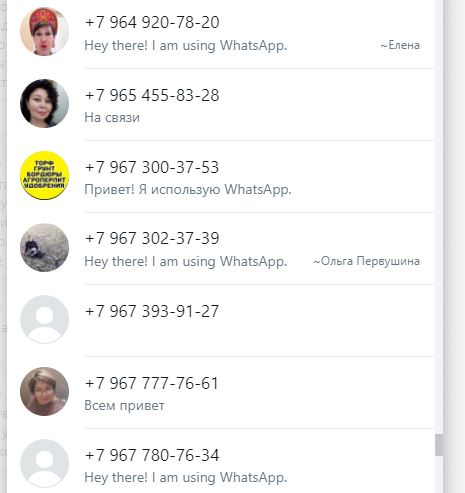 +7 964 920-78-20
Hey there! I am using WhatsApp.
~Елена
+7 965 455-83-28
На связи
ТОРФ
ГРУНТ
БОРДЮРЫ
АГРОПЕРЛИТ
УДОБРЕНИЯ
+7 967 300-37-53
Привет! Я использую WhatsApp.
+7 967 302-37-39
Hey there! I am using WhatsApp.
~Ольга Первушина
+7 967 393-91-27
+7 967 777-76-61
Всем привет
+7 967 780-76-34
Hey there! I am using WhatsApp.